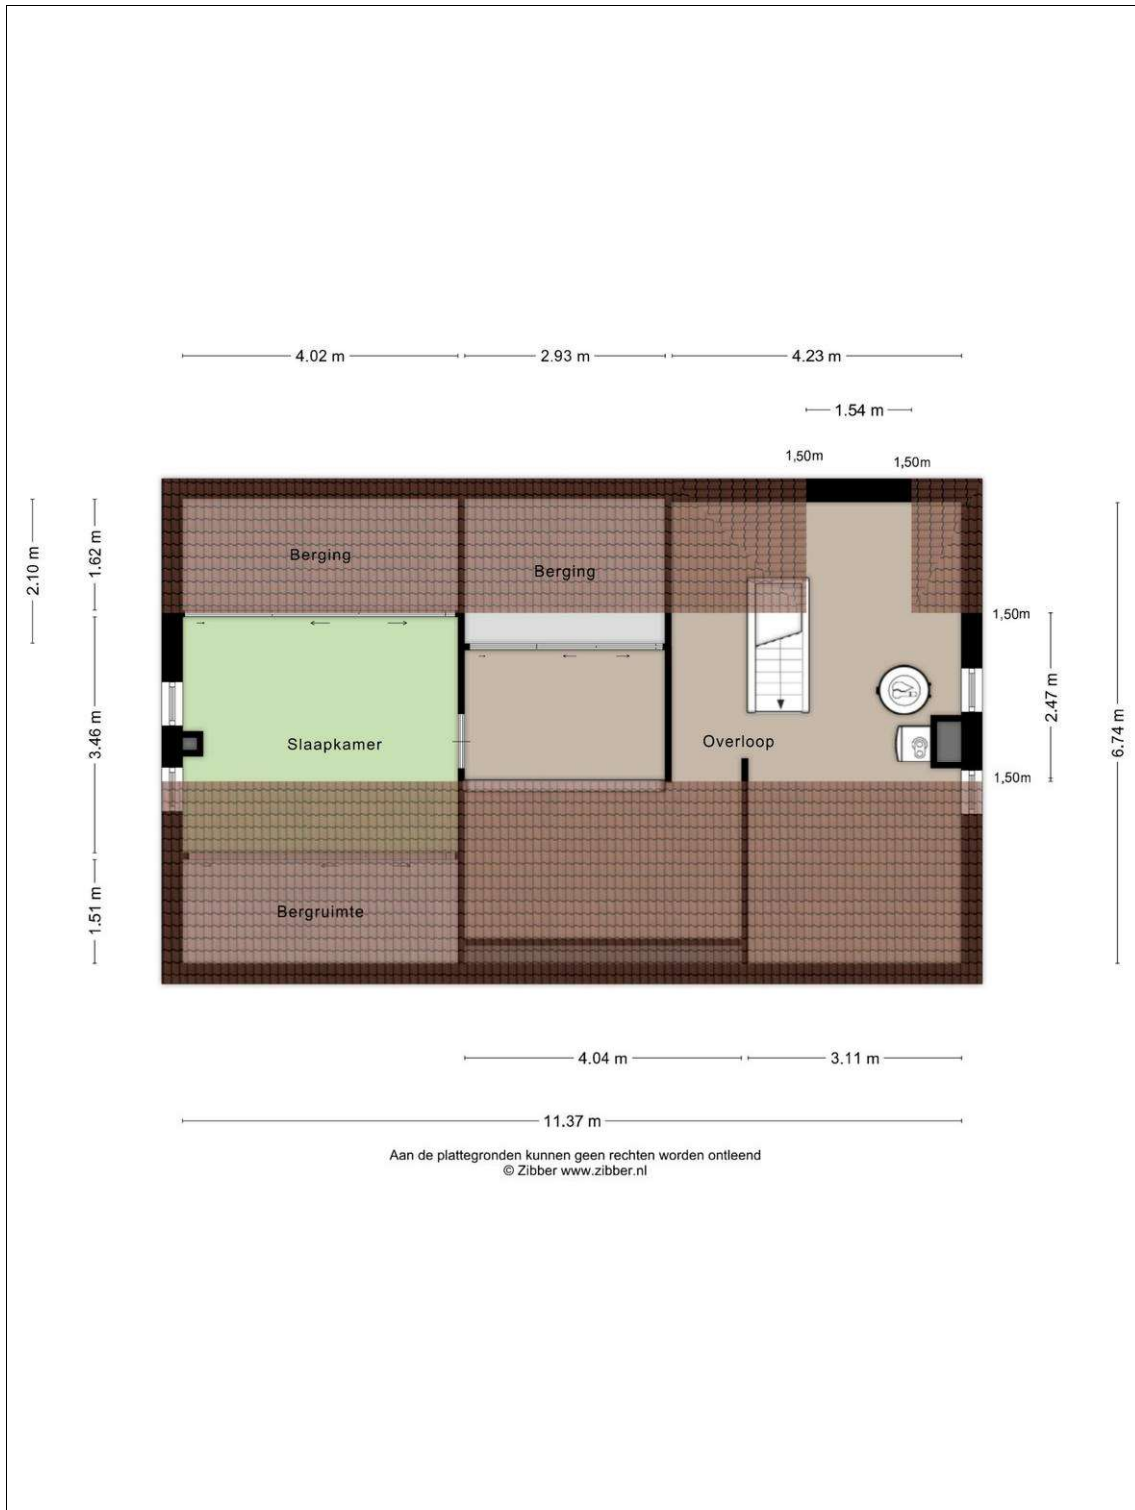 4.02 m
2.93 m
4.23 m
1.54 m
1,50m
1,50m
2.10 m
1.62 m
Berging
Berging
1,50m
3.46 m
2.47 m
6.74 m
Slaapkamer
Overloop
1,50m
1.51 m
Bergruimte
4.04 m
3.11 m
11.37 m
Aan de plattegronden kunnen geen rechten worden ontleend
© Zibber www.zibber.nl